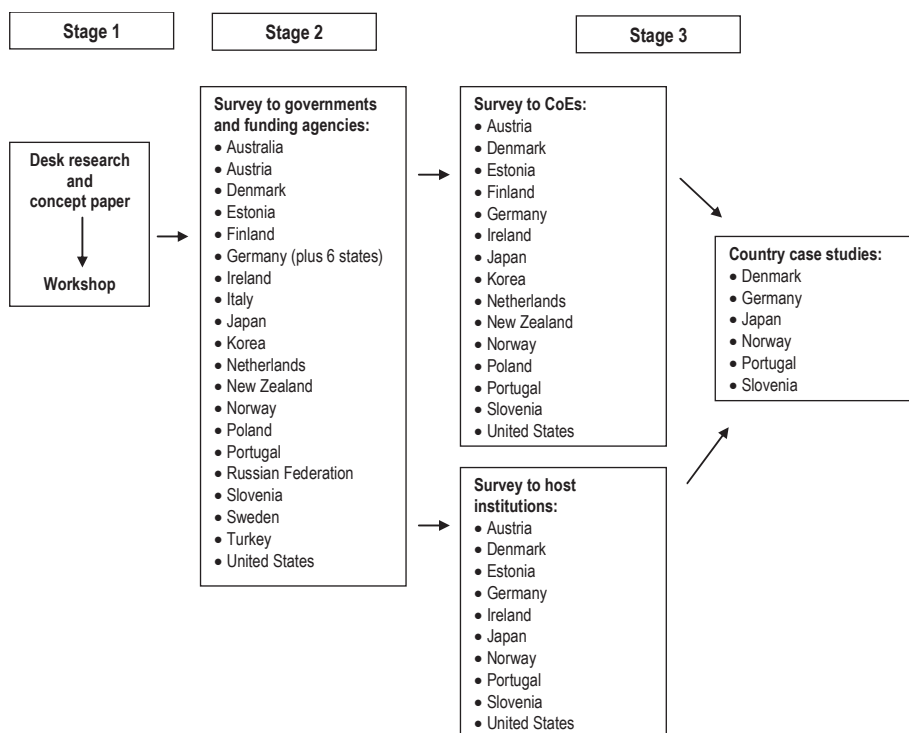 Stage 1
Stage 2
Stage 3
Desk research
and
concept paper
Workshop
Survey to governments
and funding agencies:
• Australia
• Austria
• Denmark
• Estonia
• Finland
• Germany (plus 6 states)
• Ireland
• Italy
• Japan
• Korea
• Netherlands
• New Zealand
• Norway
• Poland
• Portugal
• Russian Federation
• Slovenia
• Sweden
• Turkey
• United States
Survey to CoEs:
• Austria
• Denmark
• Estonia
• Finland
• Germany
• Ireland
• Japan
• Korea
• Netherlands
• New Zealand
• Norway
• Poland
• Portugal
• Slovenia
• United States
Survey to host
institutions:
• Austria
• Denmark
• Estonia
• Germany
• Ireland
• Japan
• Norway
• Portugal
• Slovenia
• United States
Country case studies:
• Denmark
• Germany
• Japan
• Norway
• Portugal
• Slovenia